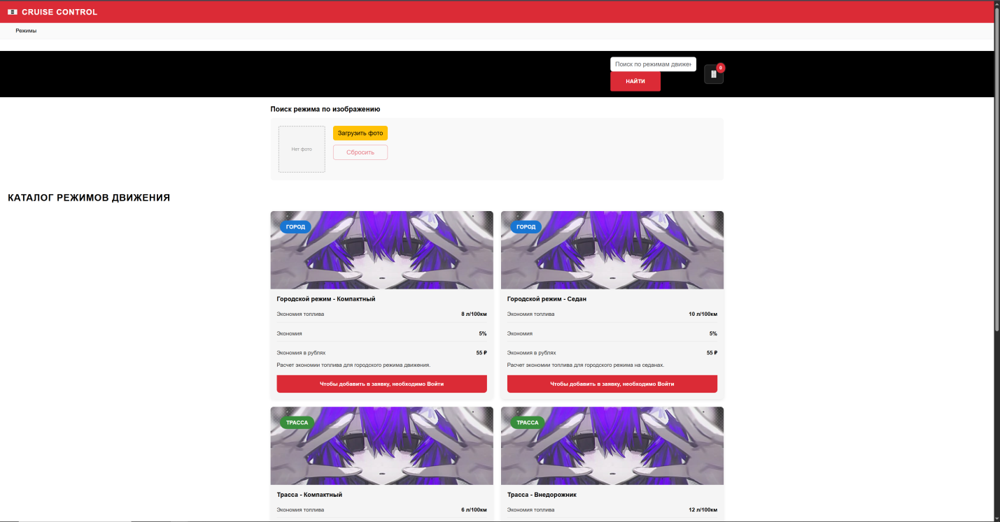 CRUISE CONTROL
Режимы
Поиск по режимам движен
НАЙТИ
0
Поиск режима по изображению
Нет фото
Загрузить фото
Сбросить
КАТАЛОГ РЕЖИМОВ ДВИЖЕНИЯ
ГОРОД
Городской режим - Компактный
Экономия топлива 8 л/100км
Экономия 5%
Экономия в рублях 55 ₽
Расчет экономии топлива для городского режима движения.
Чтобы добавить в заявку, необходимо Войти
ГОРОД
Городской режим - Седан
Экономия топлива 10 л/100км
Экономия 5%
Экономия в рублях 55 ₽
Расчет экономии топлива для городского режима на седанах.
Чтобы добавить в заявку, необходимо Войти
ТРАССА
Трасса - Компактный
Экономия топлива 6 л/100км
ТРАССА
Трасса - Внедорожник
Экономия топлива 12 л/100км